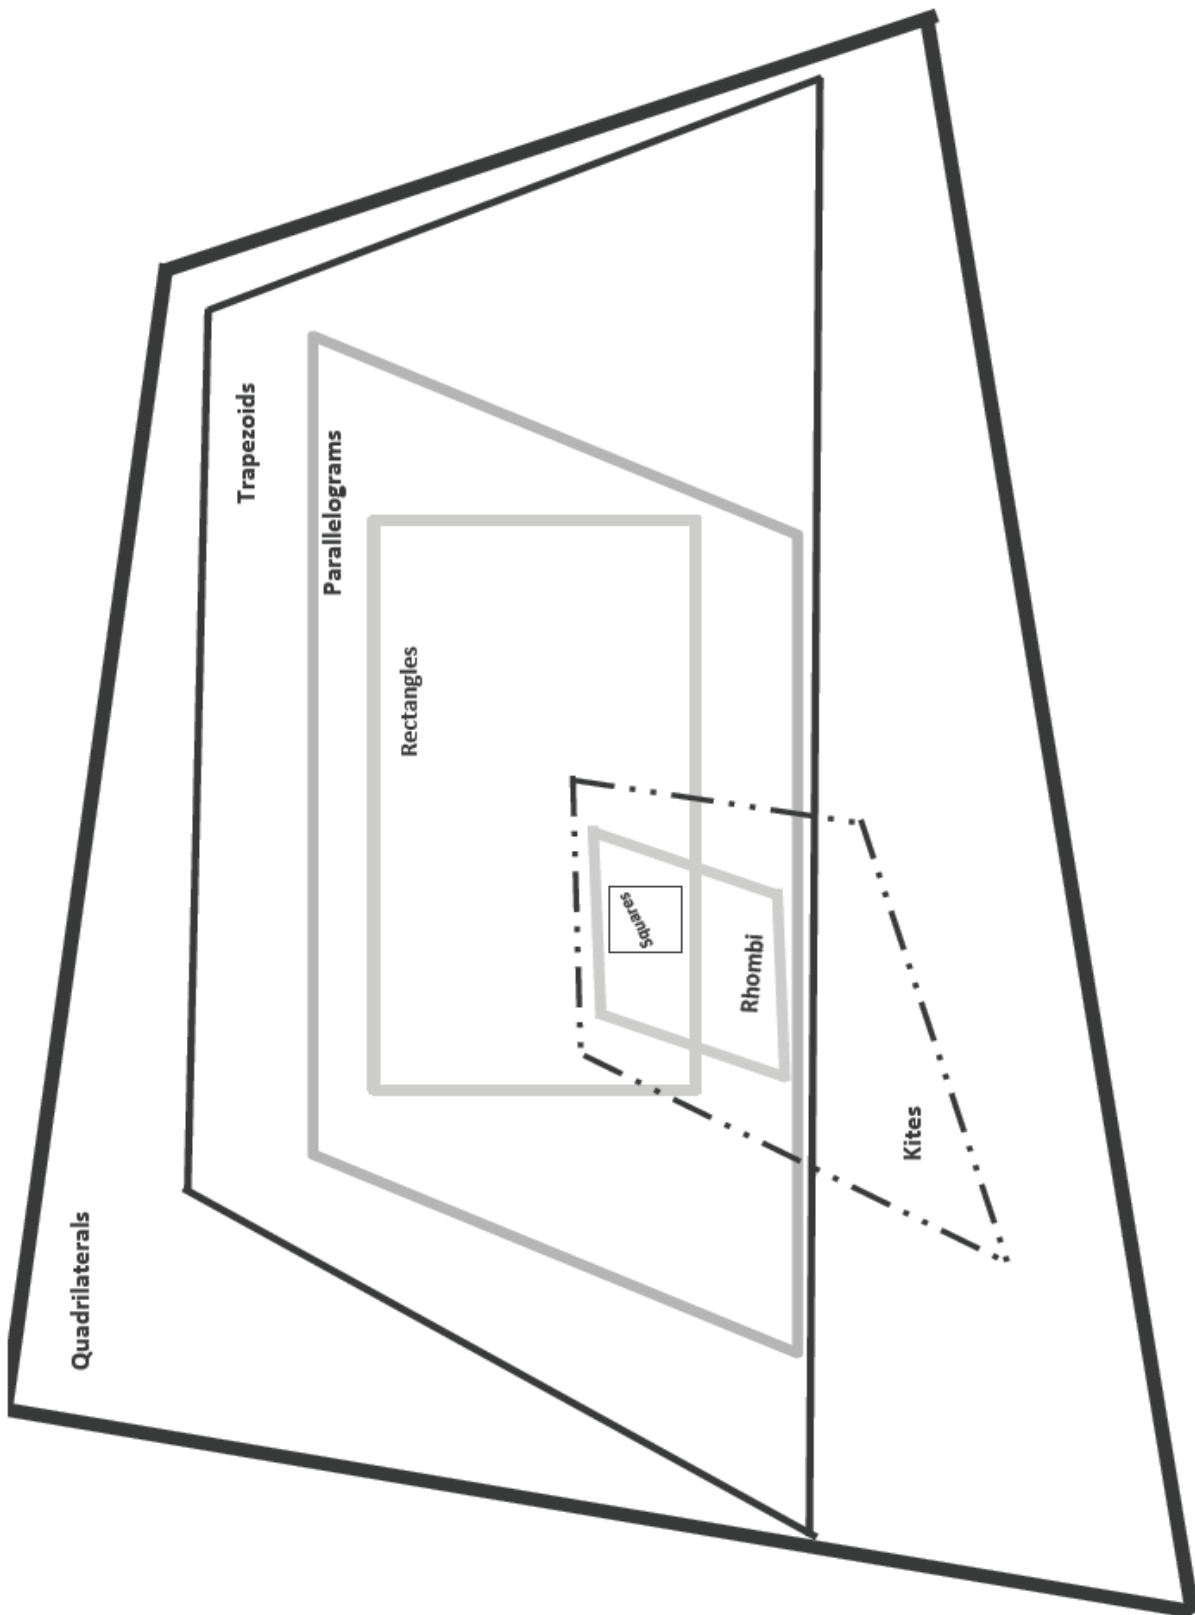 Quadrilaterals
Trapezoids
Parallelograms
Rectangles
Squares
Rhombi
Kites